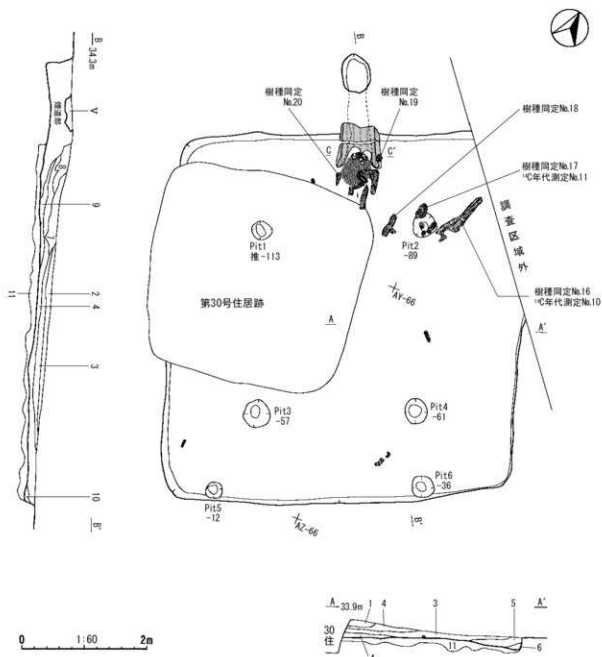 B
34.3m
V
煙道部
8
9
11
2
4
3
10
B'
B
樹種同定
No.20
樹種同定
No.19
樹種同定No.18
樹種同定No.17
¹⁴C年代測定No.11
C
C'
Pit1
推-113
Pit2
-89
調査区域外
樹種同定No.16
¹⁴C年代測定No.10
AY-66
第30号住居跡
A
A'
Pit3
-57
Pit4
-61
Pit5
-12
Pit6
-36
AZ-66
B'
A 33.9m 1 4 3 5 A'
30
住
11
6
4
0 1:60 2m